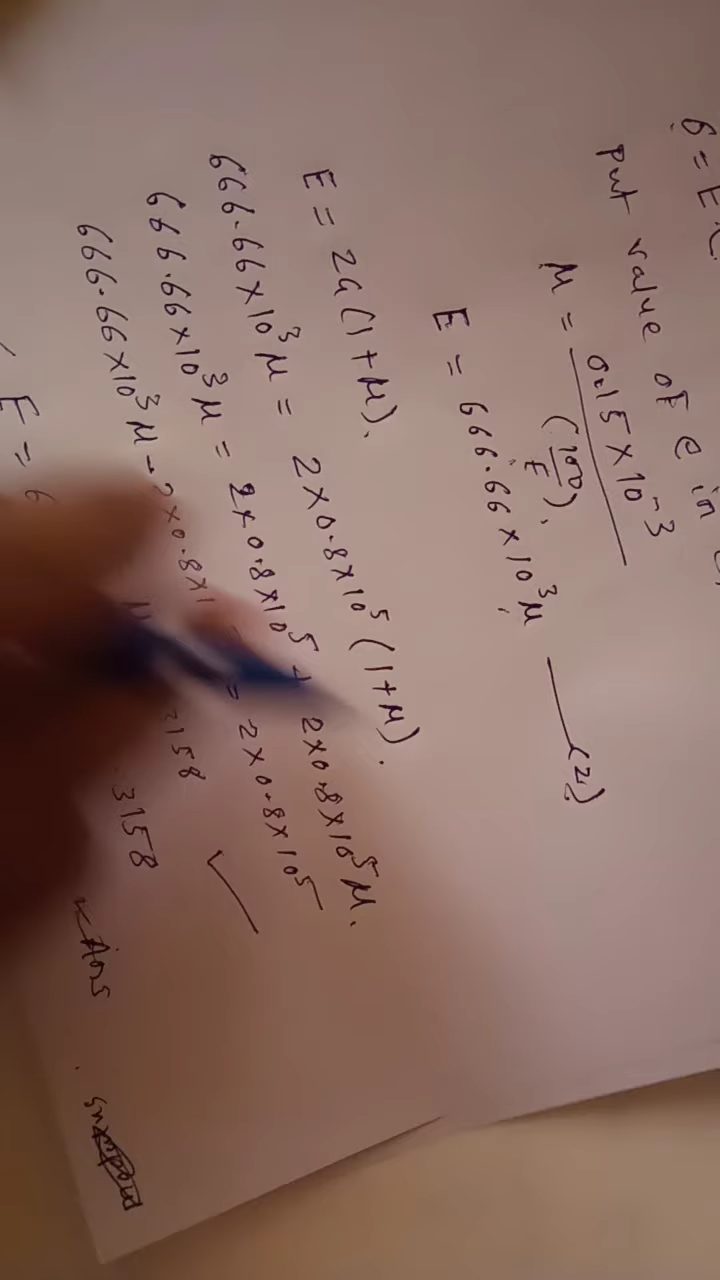 6 = E
put value of e in
μ = 0.15 × 10⁻³ / (100/E).
E = 666.66 × 10³ μ — (2)
E = 2G (1 + μ).
666.66 × 10³ μ = 2 × 0.8 × 10⁵ (1 + μ).
666.66 × 10³ μ = 2 × 0.8 × 10⁵ + 2 × 0.8 × 10⁵ μ.
666.66 × 10³ μ - 2 × 0.8 × 1 = 2 × 0.8 × 10⁵
3158
E = 6 .3158
Ans